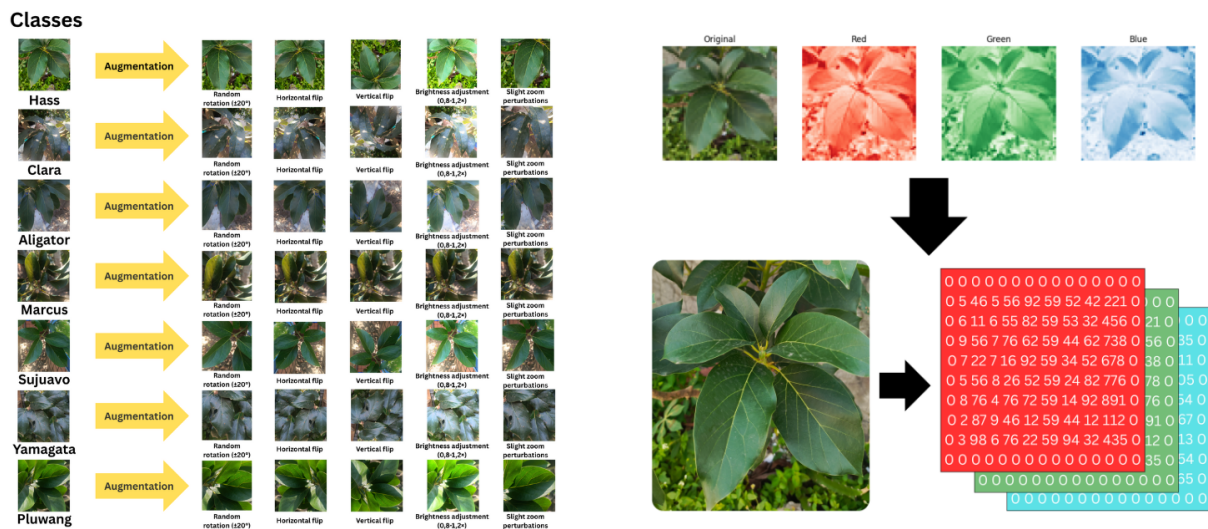 Classes
Hass
Augmentation
Random
rotation (±20°)
Horizontal flip
Vertical flip
Brightness adjustment
(0,8-1,2×)
Slight zoom
perturbations
Clara
Augmentation
Random
rotation (±20°)
Horizontal flip
Vertical flip
Brightness adjustment
(0,8-1,2×)
Slight zoom
perturbations
Aligator
Augmentation
Random
rotation (±20°)
Horizontal flip
Vertical flip
Brightness adjustment
(0,8-1,2×)
Slight zoom
perturbations
Marcus
Augmentation
Random
rotation (±20°)
Horizontal flip
Vertical flip
Brightness adjustment
(0,8-1,2×)
Slight zoom
perturbations
Sujuavo
Augmentation
Random
rotation (±20°)
Horizontal flip
Vertical flip
Brightness adjustment
(0,8-1,2×)
Slight zoom
perturbations
Yamagata
Augmentation
Random
rotation (±20°)
Horizontal flip
Vertical flip
Brightness adjustment
(0,8-1,2×)
Slight zoom
perturbations
Pluwang
Augmentation
Random
rotation (±20°)
Horizontal flip
Vertical flip
Brightness adjustment
(0,8-1,2×)
Slight zoom
perturbations
Original
Red
Green
Blue
0 0 0 0 0 0 0 0 0 0 0 0 0 0
0 5 46 5 56 92 59 52 42 221 0
0 6 11 6 55 82 59 53 32 456 0
0 9 56 7 76 62 59 44 62 738 0
0 7 22 7 16 92 59 34 52 678 0
0 5 56 8 26 52 59 24 82 776 0
0 8 76 4 76 72 59 14 92 891 0
0 2 87 9 46 12 59 44 12 112 0
0 3 98 6 76 22 59 94 32 435 0
0 0 0 0 0 0 0 0 0 0 0 0 0 0